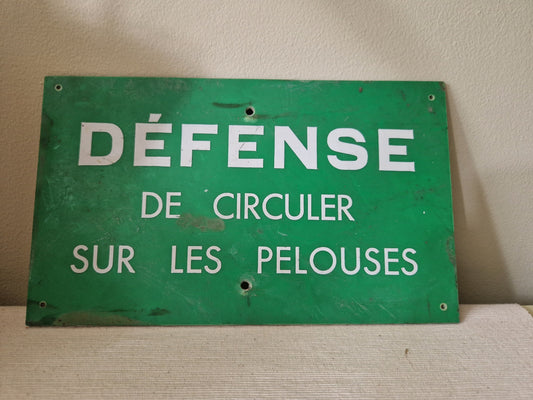 DÉFENSE
DE CIRCULER
SUR LES PELOUSES